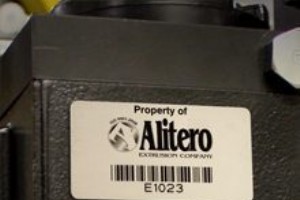 Property of
Alitero
EXTRUSION COMPANY
E1023